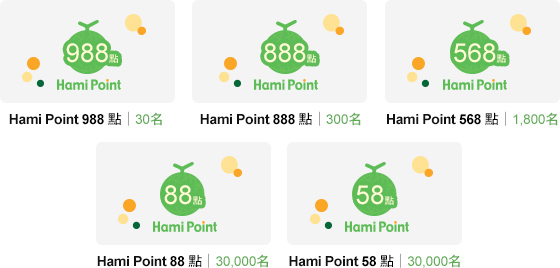 988點
Hami Point
Hami Point 988 點｜30名
888點
Hami Point
Hami Point 888 點｜300名
568點
Hami Point
Hami Point 568 點｜1,800名
88點
Hami Point
Hami Point 88 點｜30,000名
58點
Hami Point
Hami Point 58 點｜30,000名